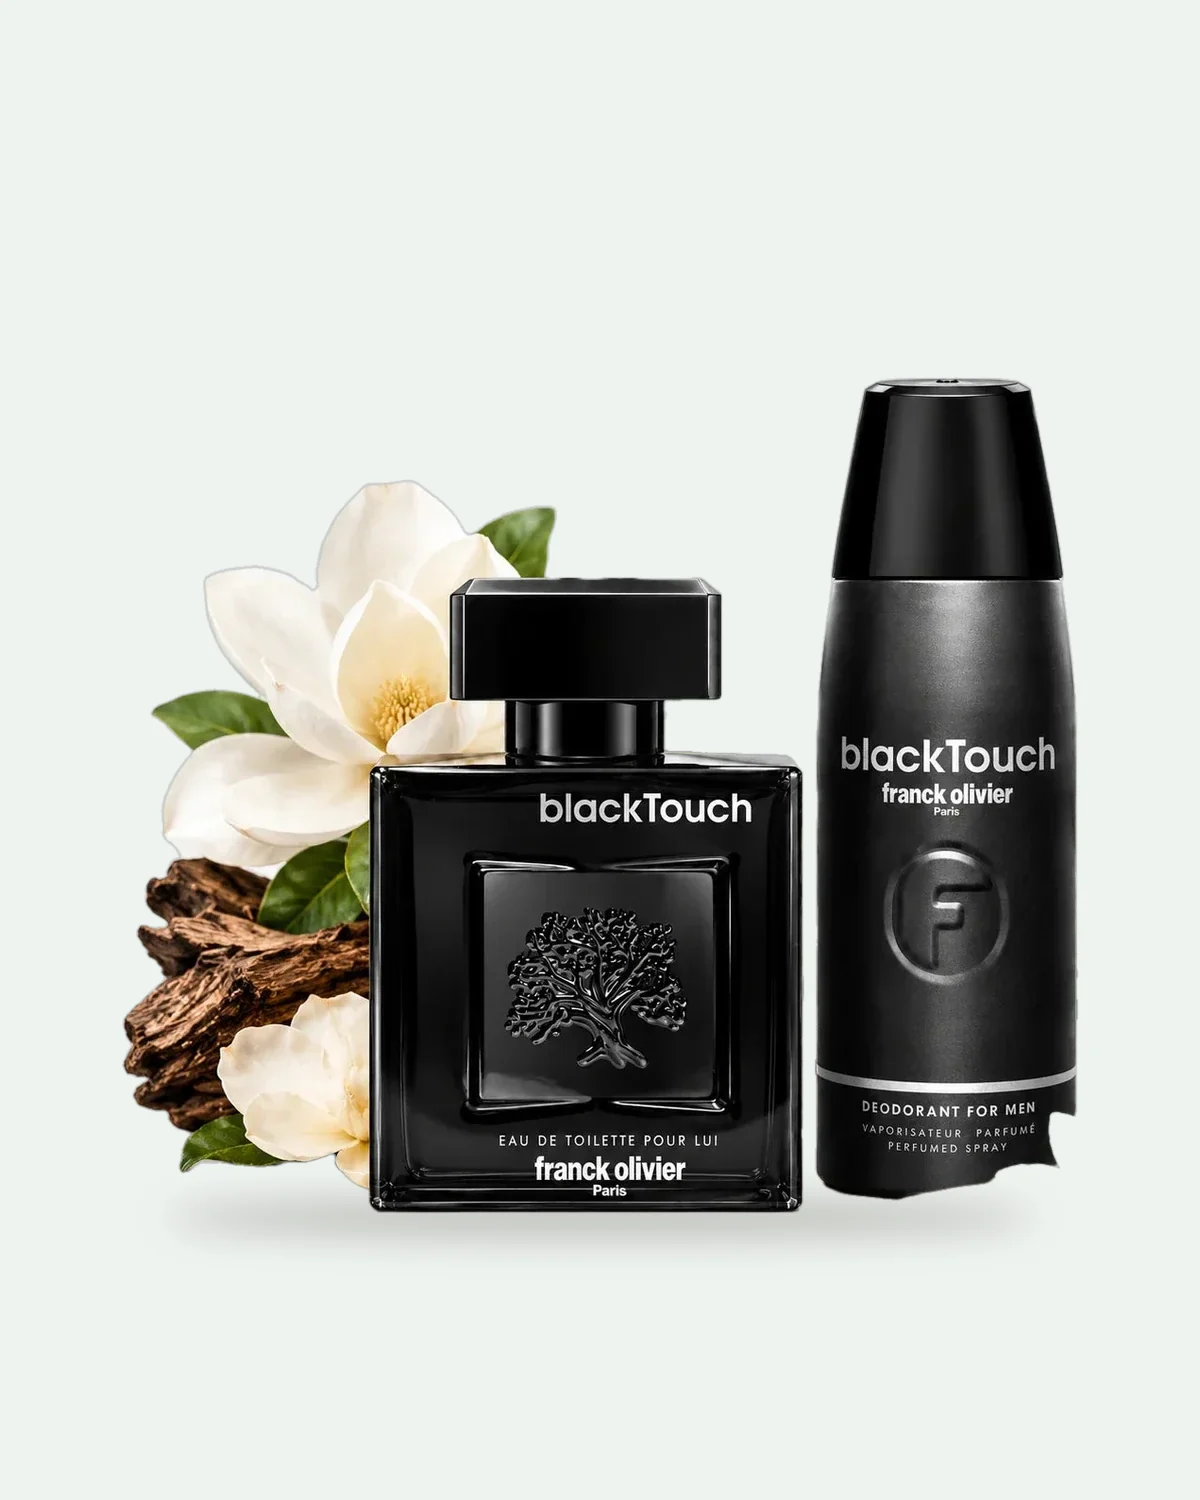 blackTouch
EAU DE TOILETTE POUR LUI
franck olivier
Paris
blackTouch
franck olivier
Paris
F
DEODORANT FOR MEN
VAPORISATEUR PARFUMÉ
PERFUMED SPRAY